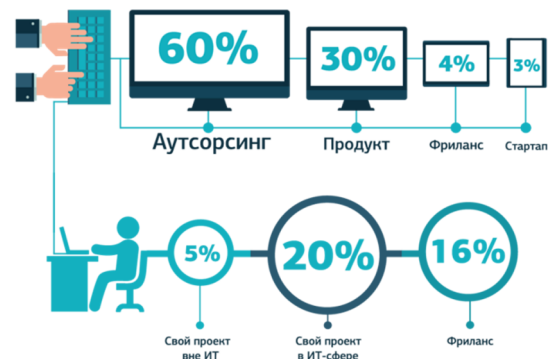 60% 30% 4% 3%
Аутсорсинг Продукт Фриланс Стартап
5% 20% 16%
Свой проект Свой проект Фриланс
вне ИТ в ИТ-сфере